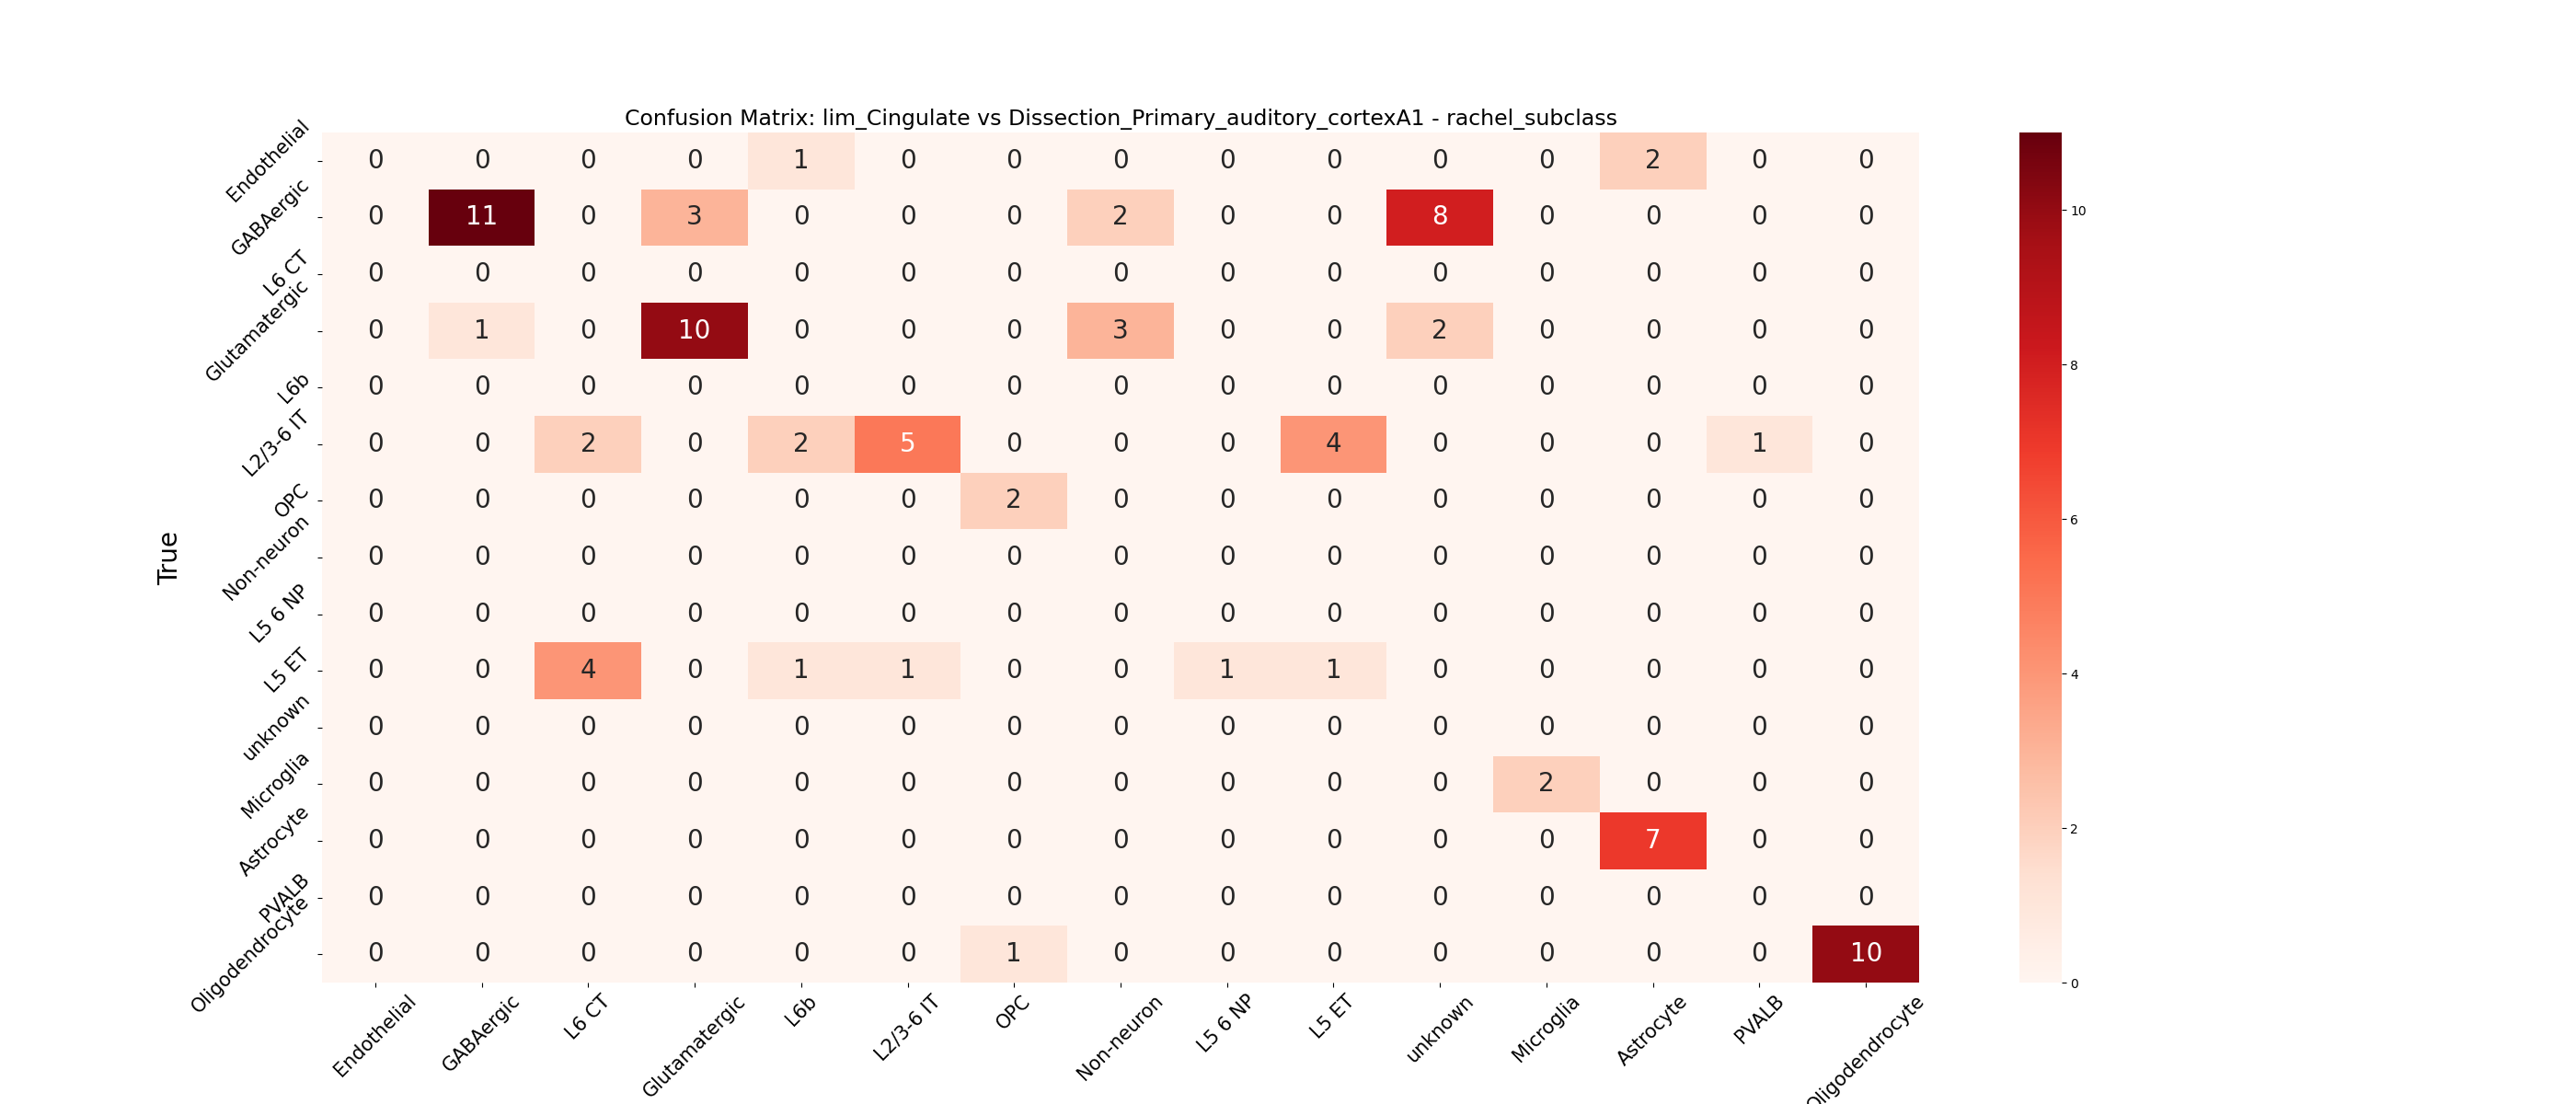 Confusion Matrix: lim_Cingulate vs Dissection_Primary_auditory_cortexA1 - rachel_subclass
Endothelial 0 0 0 0 1 0 0 0 0 0 0 0 2 0 0
GABAergic 0 11 0 3 0 0 0 2 0 0 8 0 0 0 0
L6 CT 0 0 0 0 0 0 0 0 0 0 0 0 0 0 0
Glutamatergic 0 1 0 10 0 0 0 3 0 0 2 0 0 0 0
L6b 0 0 0 0 0 0 0 0 0 0 0 0 0 0 0
L2/3-6 IT 0 0 2 0 2 5 0 0 0 4 0 0 0 1 0
OPC 0 0 0 0 0 0 2 0 0 0 0 0 0 0 0
Non-neuron 0 0 0 0 0 0 0 0 0 0 0 0 0 0 0
L5 6 NP 0 0 0 0 0 0 0 0 0 0 0 0 0 0 0
L5 ET 0 0 4 0 1 1 0 0 1 1 0 0 0 0 0
unknown 0 0 0 0 0 0 0 0 0 0 0 0 0 0 0
Microglia 0 0 0 0 0 0 0 0 0 0 0 2 0 0 0
Astrocyte 0 0 0 0 0 0 0 0 0 0 0 0 7 0 0
PVALB 0 0 0 0 0 0 0 0 0 0 0 0 0 0 0
Oligodendrocyte 0 0 0 0 0 0 1 0 0 0 0 0 0 0 10
True
Endothelial GABAergic L6 CT Glutamatergic L6b L2/3-6 IT OPC Non-neuron L5 6 NP L5 ET unknown Microglia Astrocyte PVALB Oligodendrocyte
10
8
6
4
2
0